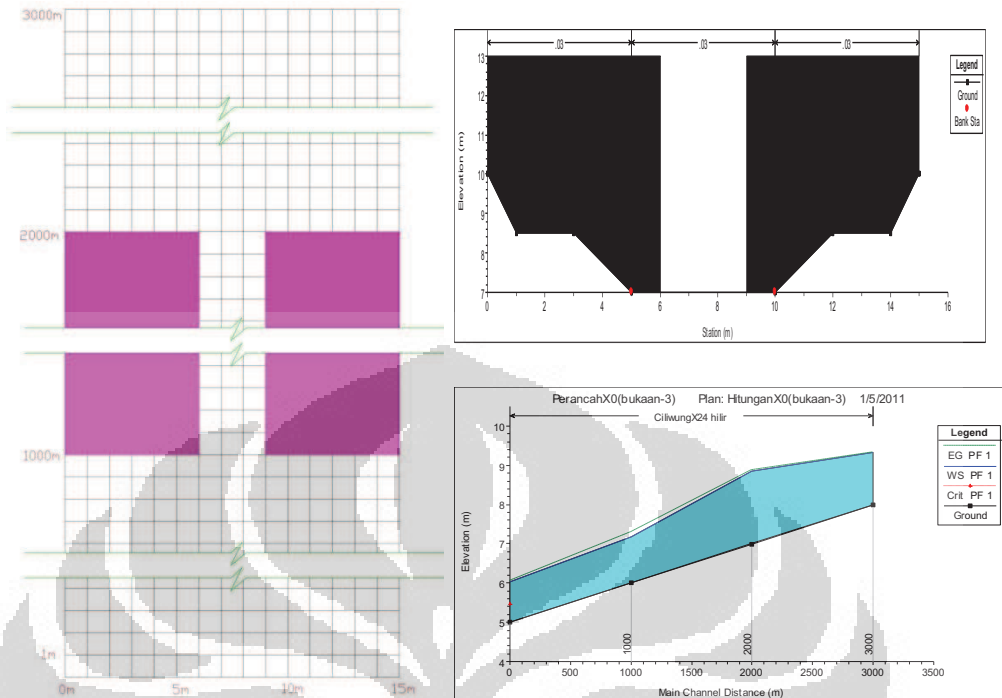 3000m
2000m
1000m
0m 5m 10m 15m
.03 .03 .03
13
12
11
10
9
8
7
Elevation (m)
0 2 4 6 8 10 12 14 16
Station (m)
Legend
Ground
Bank Sta
PerancahX0(bukaan-3) Plan: HitunganX0(bukaan-3) 1/5/2011
CiliwungX24 hilir
10
9
8
7
6
5
4
Elevation (m)
1000
2000
3000
0 500 1000 1500 2000 2500 3000 3500
Main Channel Distance (m)
Legend
EG PF 1
WS PF 1
Crit PF 1
Ground